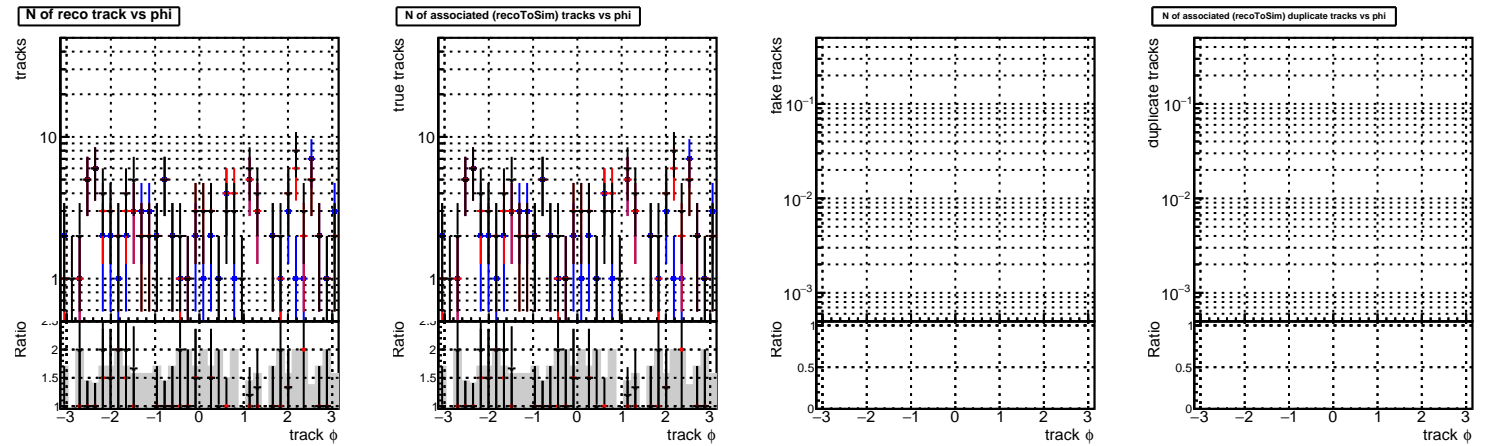 N of reco track vs phi
tracks
10
1
Ratio
2.5
2
1.5
1
−3 −2 −1 0 1 2 3
track ϕ
N of associated (recoToSim) tracks vs phi
true tracks
10
1
Ratio
2.5
2
1.5
1
−3 −2 −1 0 1 2 3
track ϕ
fake tracks
10−1
10−2
10−3
Ratio
1
0.5
0
−3 −2 −1 0 1 2 3
track ϕ
N of associated (recoToSim) duplicate tracks vs phi
duplicate tracks
10−1
10−2
10−3
Ratio
1
0.5
0
−3 −2 −1 0 1 2 3
track ϕ